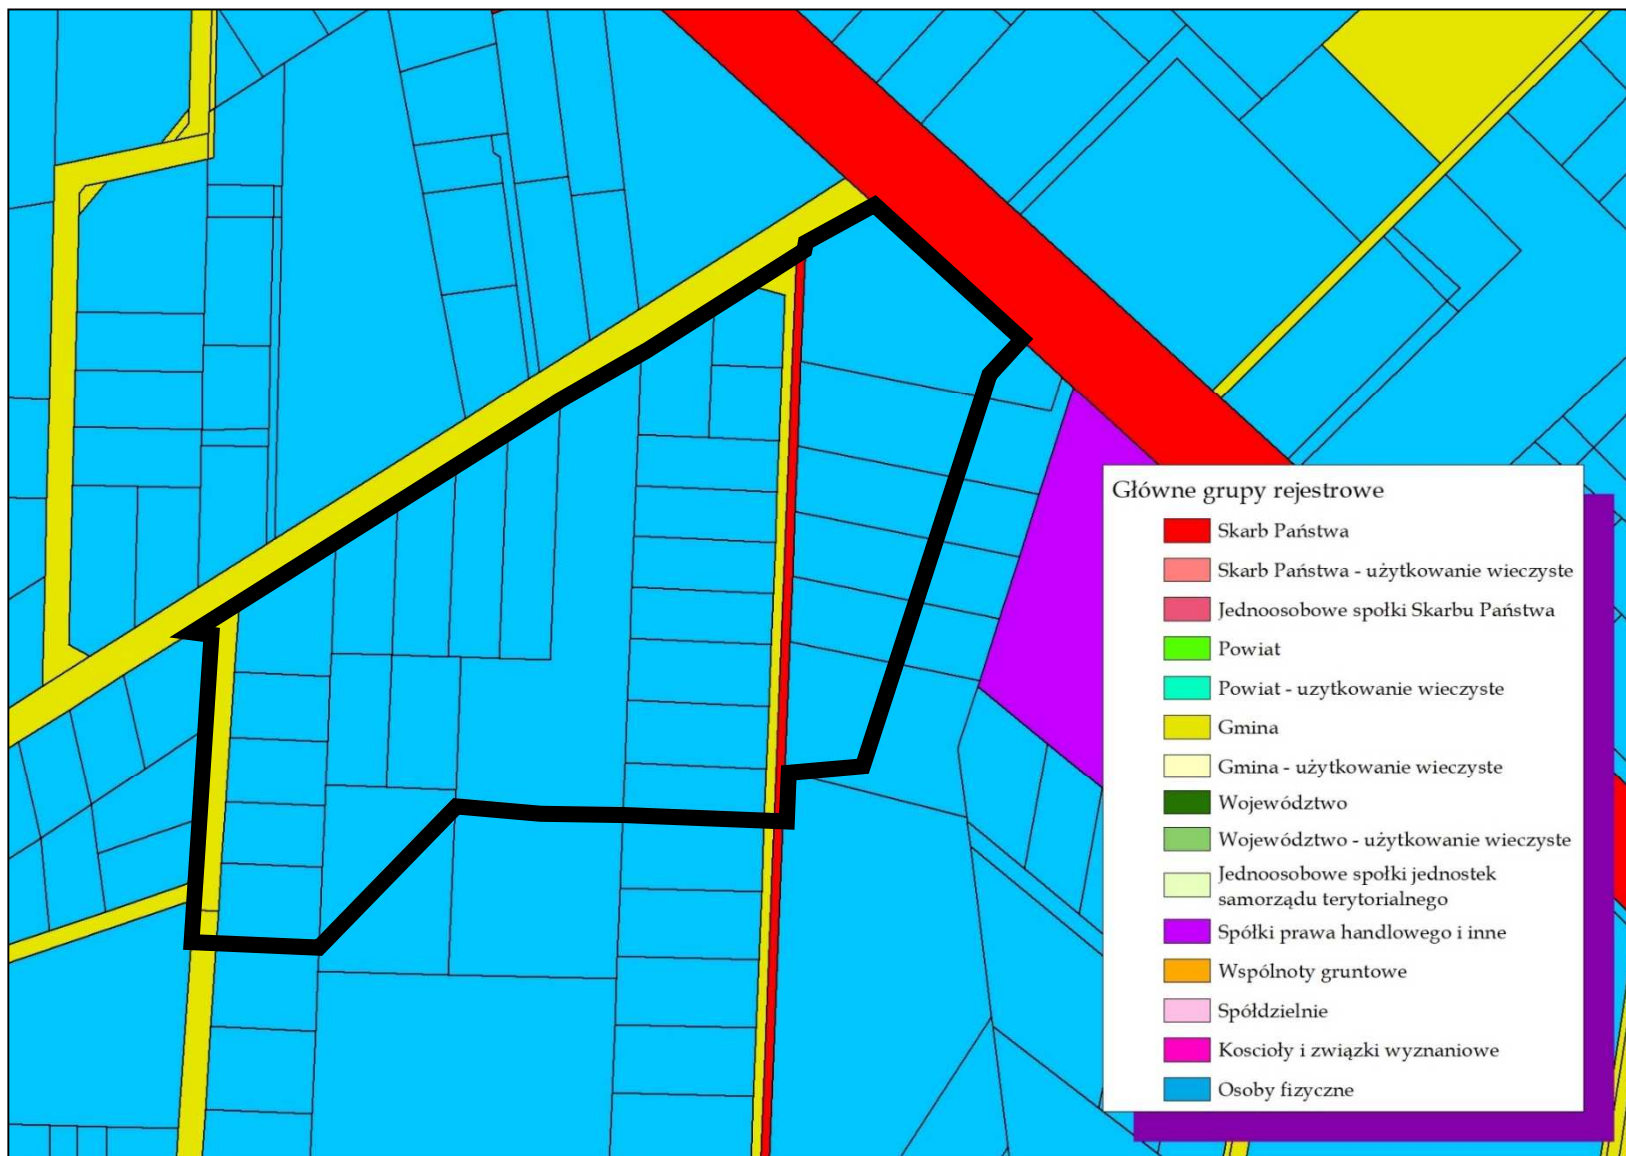 Główne grupy rejestrowe
Skarb Państwa
Skarb Państwa - użytkowanie wieczyste
Jednoosobowe społki Skarbu Państwa
Powiat
Powiat - uzytkowanie wieczyste
Gmina
Gmina - użytkowanie wieczyste
Województwo
Województwo - użytkowanie wieczyste
Jednoosobowe społki jednostek
samorządu terytorialnego
Spółki prawa handlowego i inne
Wspólnoty gruntowe
Spółdzielnie
Koscioły i związki wyznaniowe
Osoby fizyczne